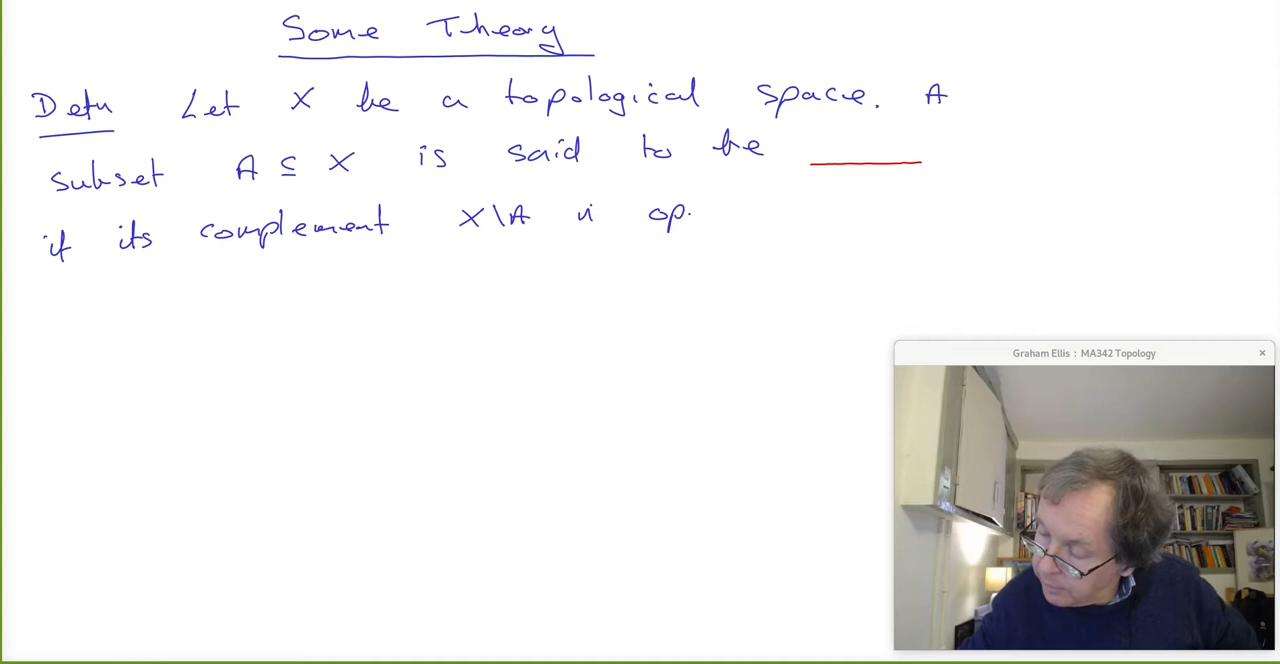 Some Theory
Defn Let X be a topological space. A
subset A ⊆ X is said to be ____
if its complement X\A is op.
Graham Ellis : MA342 Topology ×